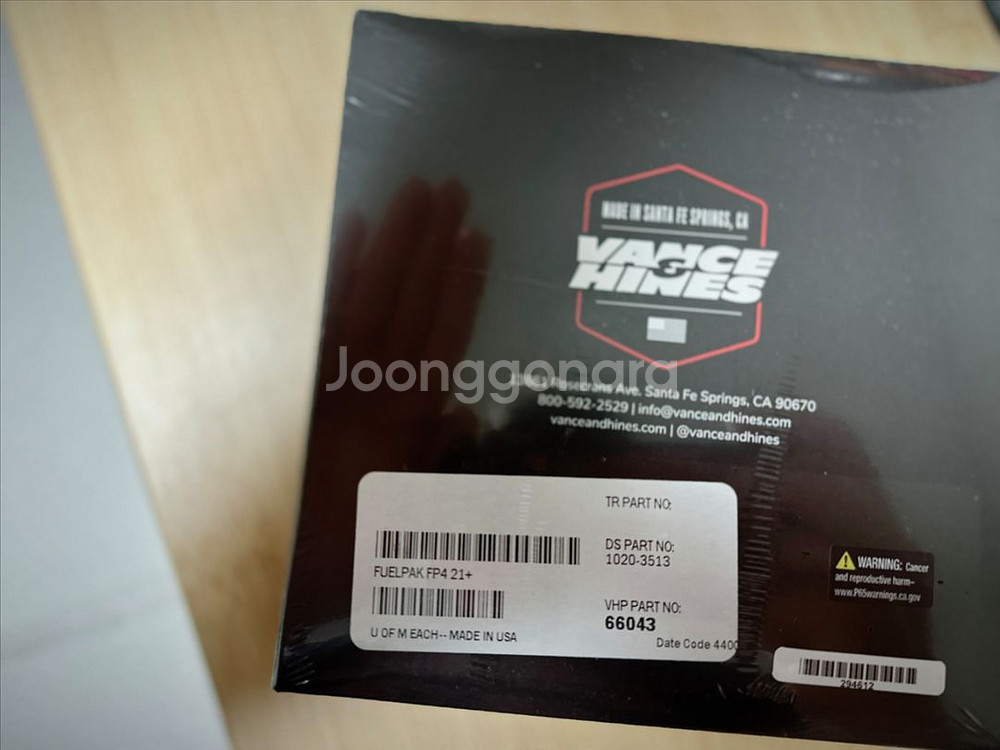 MADE IN SANTA FE SPRINGS, CA
VANCE
&
HINES
Joonggonara
Rosecrans Ave. Santa Fe Springs, CA 90670
800-592-2529 | info@vanceandhines.com
vanceandhines.com | @vanceandhines
TR PART NO:
DS PART NO:
1020-3513
FUELPAK FP4 21+
VHP PART NO:
66043
U OF M EACH-- MADE IN USA
Date Code 440
WARNING: Cancer
and reproductive harm–
www.P65warnings.ca.gov
294612